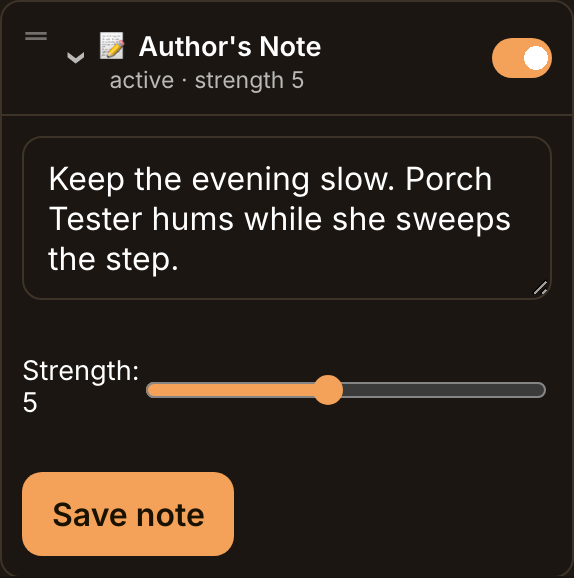 Author's Note
active · strength 5
Keep the evening slow. Porch
Tester hums while she sweeps
the step.
Strength:
5
Save note